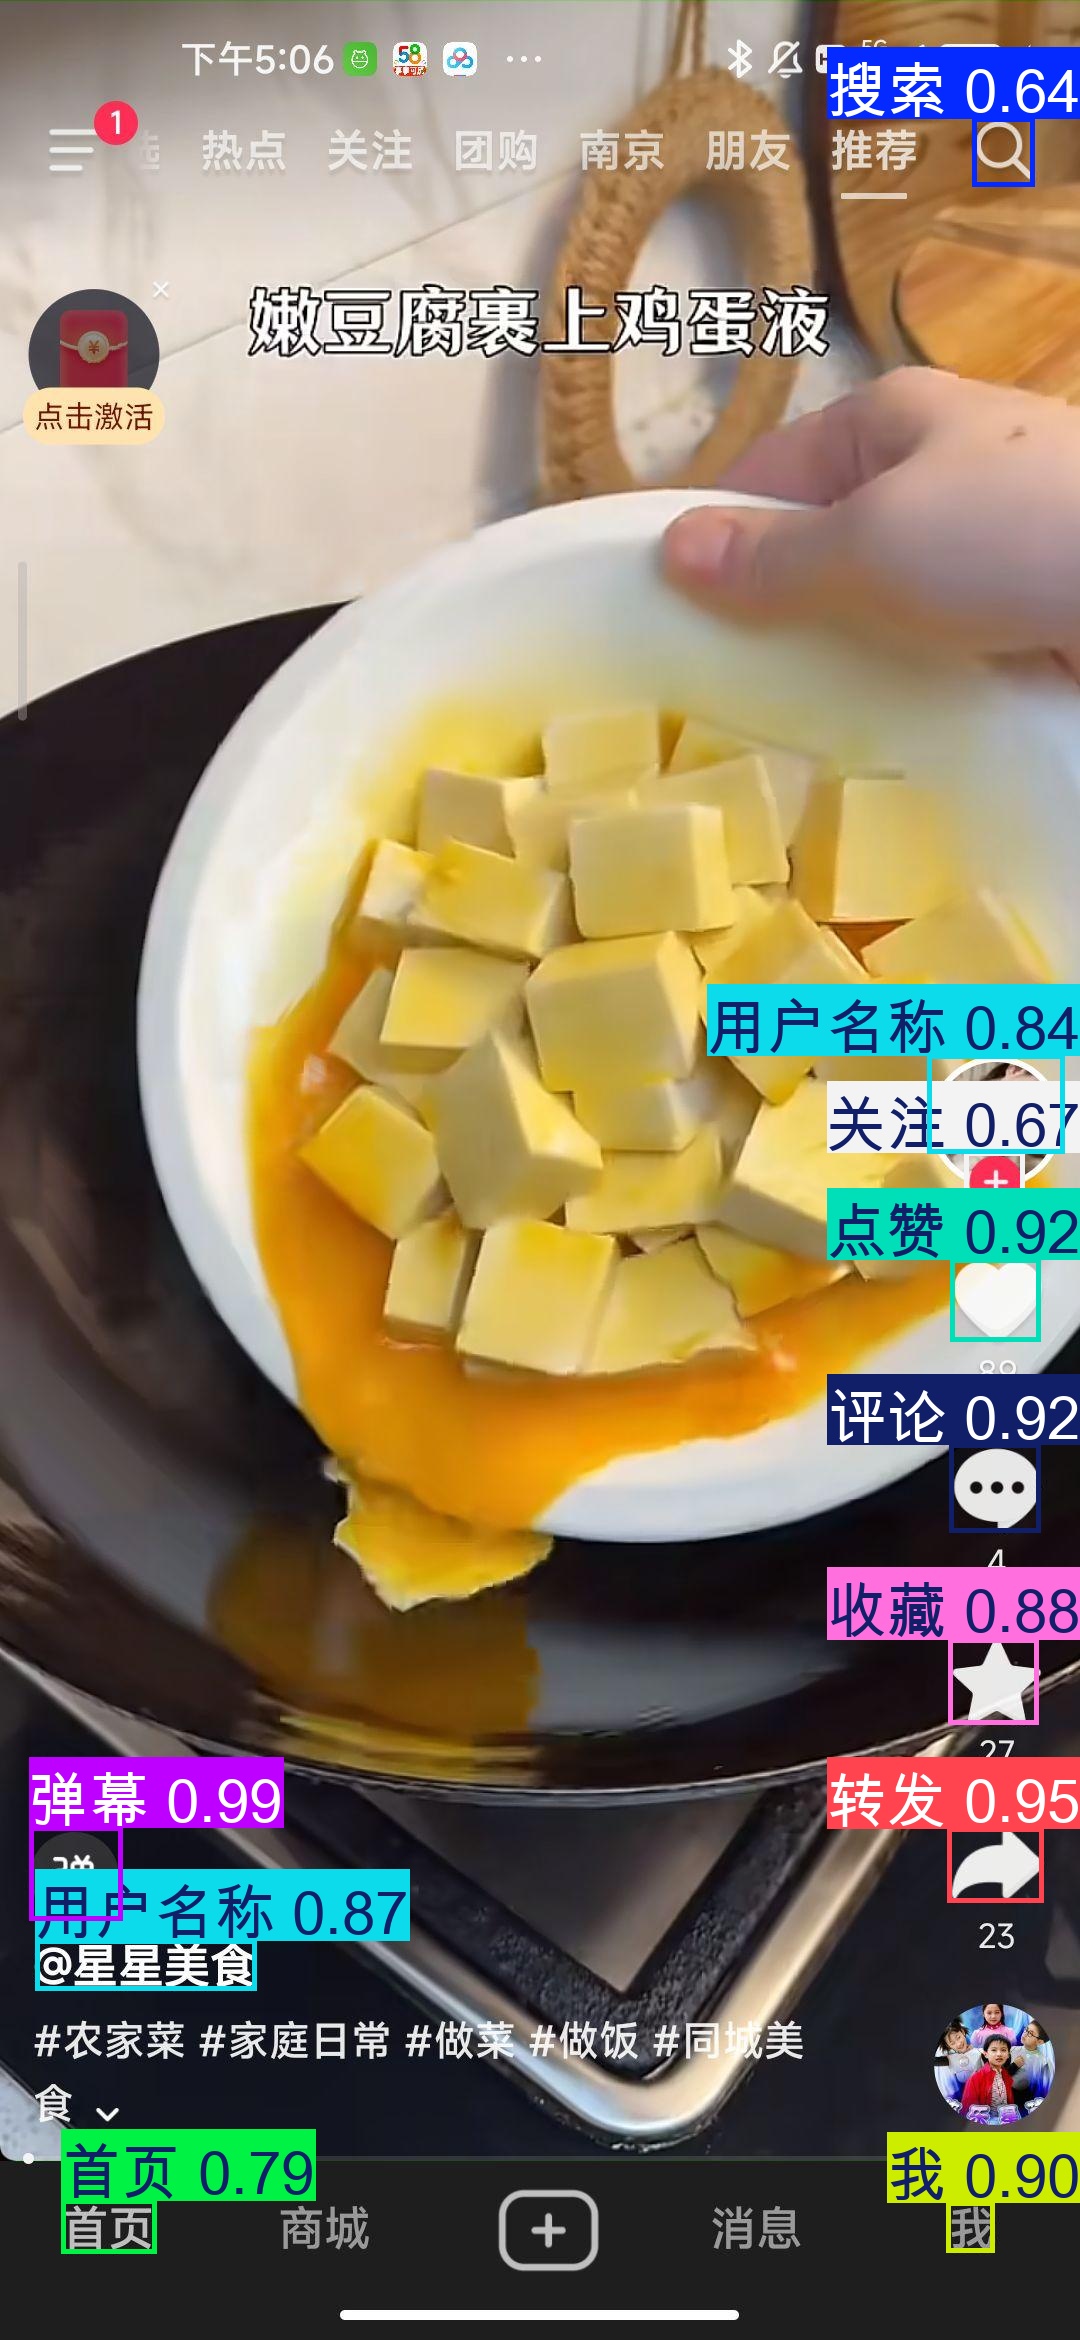 下午5:06 58 ···
搜索 0.64
1
热点 关注 团购 南京 朋友 推荐
嫩豆腐裹上鸡蛋液
点击激活
用户名称 0.84
关注 0.67
点赞 0.92
评论 0.92
4
收藏 0.88
27
弹幕 0.99
转发 0.95
用户名称 0.87
23
@星星美食
#农家菜 #家庭日常 #做菜 #做饭 #同城美
食
首页 0.79
我 0.90
首页 商城 消息 我